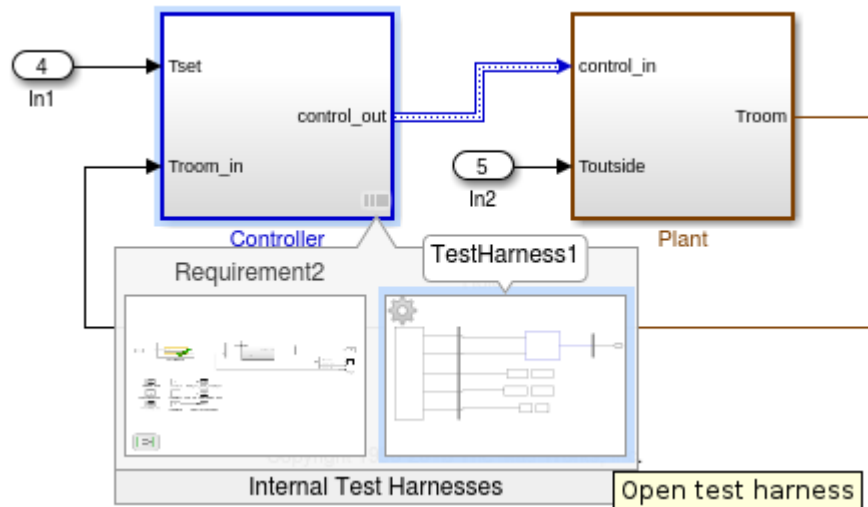 4
In1
Tset
Troom_in
control_out
Controller
control_in
Toutside
Troom
Plant
5
In2
Requirement2
TestHarness1
Internal Test Harnesses
Open test harness